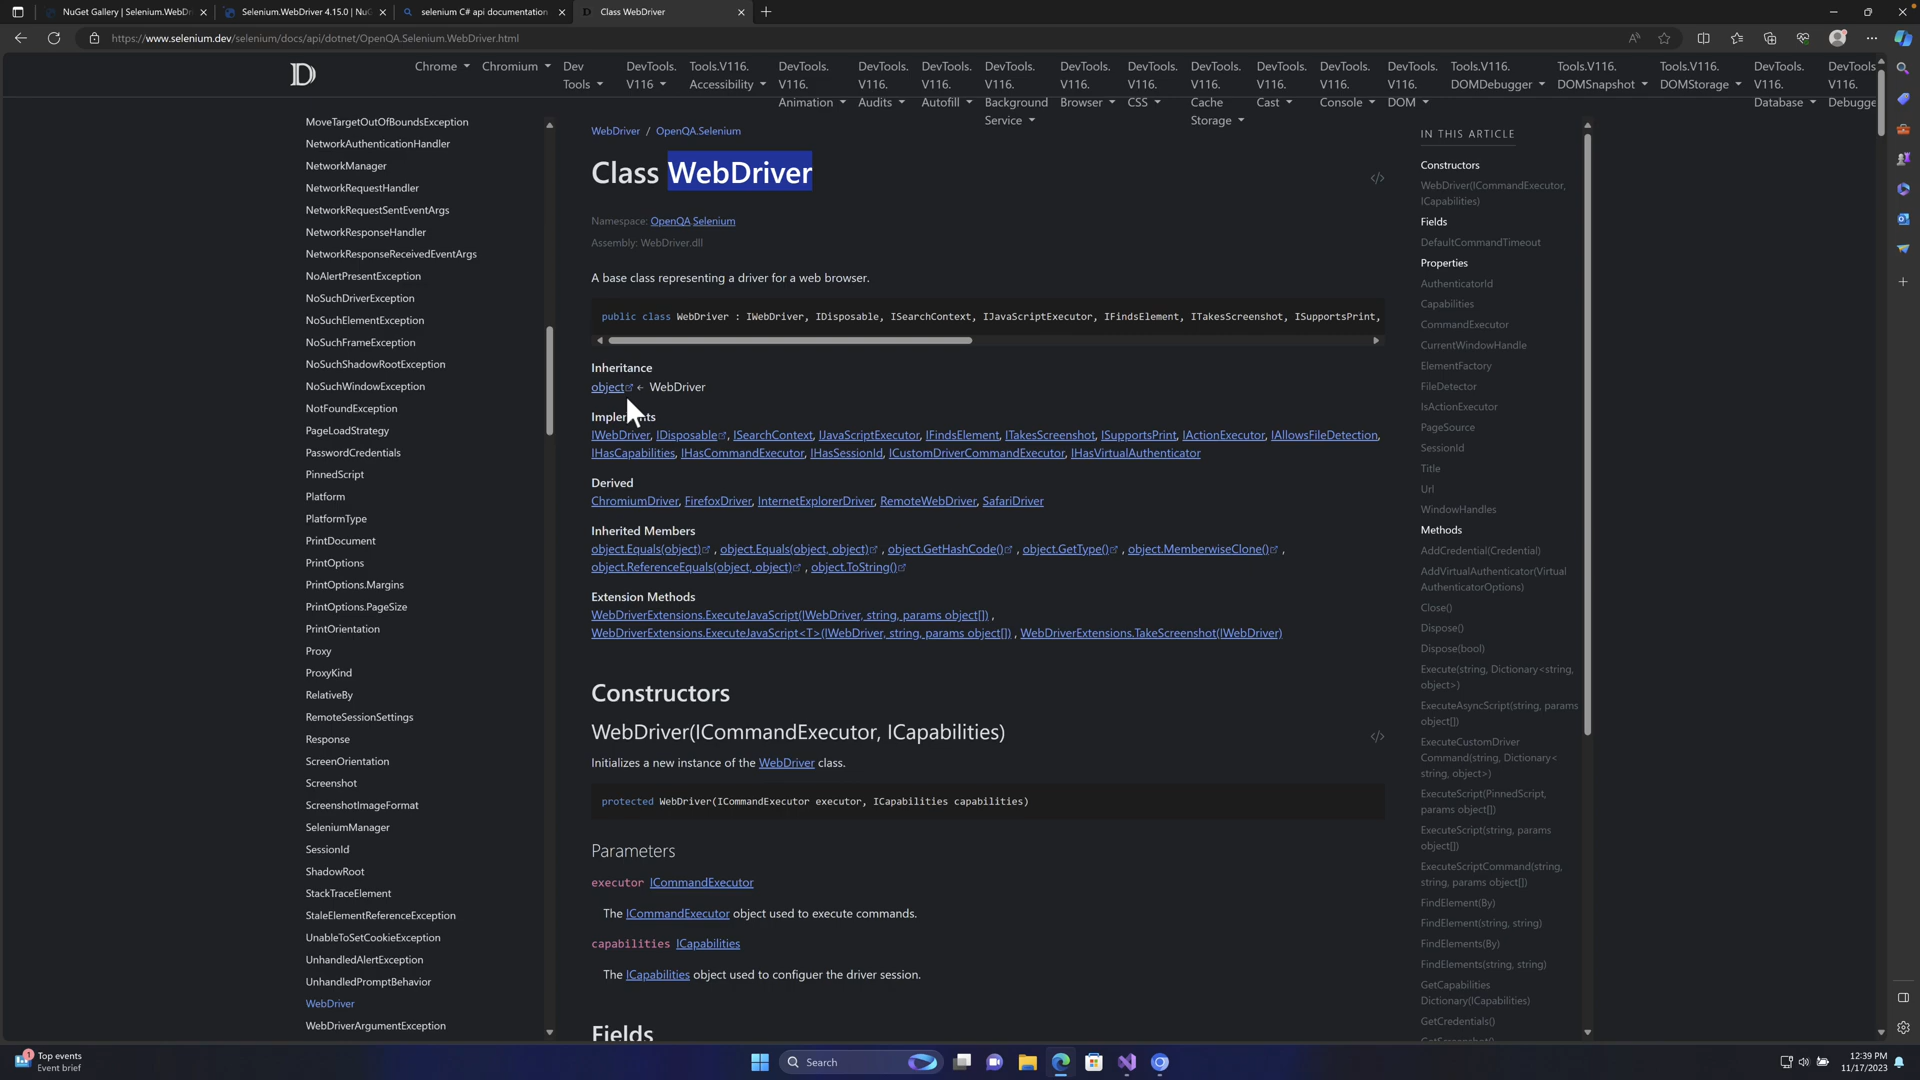 NuGet Gallery | Selenium.WebDri
Selenium.WebDriver 4.15.0 | NuG
selenium C# api documentation
Class WebDriver
https://www.selenium.dev/selenium/docs/api/dotnet/OpenQA.Selenium.WebDriver.html
Chrome
Chromium
Dev
Tools
DevTools.
V116
Tools.V116.
Accessibility
DevTools.
V116.
Animation
DevTools.
V116.
Audits
DevTools.
V116.
Autofill
DevTools.
V116.
Background
Service
DevTools.
V116.
Browser
DevTools.
V116.
CSS
DevTools.
V116.
Cache
Storage
DevTools.
V116.
Cast
DevTools.
V116.
Console
DevTools.
V116.
DOM
Tools.V116.
DOMDebugger
Tools.V116.
DOMSnapshot
Tools.V116.
DOMStorage
DevTools.
V116.
Database
DevTools
V116.
Debugge
MoveTargetOutOfBoundsException
NetworkAuthenticationHandler
NetworkManager
NetworkRequestHandler
NetworkRequestSentEventArgs
NetworkResponseHandler
NetworkResponseReceivedEventArgs
NoAlertPresentException
NoSuchDriverException
NoSuchElementException
NoSuchFrameException
NoSuchShadowRootException
NoSuchWindowException
NotFoundException
PageLoadStrategy
PasswordCredentials
PinnedScript
Platform
PlatformType
PrintDocument
PrintOptions
PrintOptions.Margins
PrintOptions.PageSize
PrintOrientation
Proxy
ProxyKind
RelativeBy
RemoteSessionSettings
Response
ScreenOrientation
Screenshot
ScreenshotImageFormat
SeleniumManager
SessionId
ShadowRoot
StackTraceElement
StaleElementReferenceException
UnableToSetCookieException
UnhandledAlertException
UnhandledPromptBehavior
WebDriver
WebDriverArgumentException
WebDriver / OpenQA.Selenium
Class WebDriver
Namespace: OpenQA.Selenium
Assembly: WebDriver.dll
A base class representing a driver for a web browser.
public class WebDriver : IWebDriver, IDisposable, ISearchContext, IJavaScriptExecutor, IFindsElement, ITakesScreenshot, ISupportsPrint,
Inheritance
object ← WebDriver
Implements
IWebDriver, IDisposable, ISearchContext, IJavaScriptExecutor, IFindsElement, ITakesScreenshot, ISupportsPrint, IActionExecutor, IAllowsFileDetection,
IHasCapabilities, IHasCommandExecutor, IHasSessionId, ICustomDriverCommandExecutor, IHasVirtualAuthenticator
Derived
ChromiumDriver, FirefoxDriver, InternetExplorerDriver, RemoteWebDriver, SafariDriver
Inherited Members
object.Equals(object) , object.Equals(object, object) , object.GetHashCode() , object.GetType() , object.MemberwiseClone() ,
object.ReferenceEquals(object, object) , object.ToString()
Extension Methods
WebDriverExtensions.ExecuteJavaScript(IWebDriver, string, params object[]) ,
WebDriverExtensions.ExecuteJavaScript<T>(IWebDriver, string, params object[]) , WebDriverExtensions.TakeScreenshot(IWebDriver)
Constructors
WebDriver(ICommandExecutor, ICapabilities)
Initializes a new instance of the WebDriver class.
protected WebDriver(ICommandExecutor executor, ICapabilities capabilities)
Parameters
executor ICommandExecutor
The ICommandExecutor object used to execute commands.
capabilities ICapabilities
The ICapabilities object used to configuer the driver session.
Fields
IN THIS ARTICLE
Constructors
WebDriver(ICommandExecutor,
ICapabilities)
Fields
DefaultCommandTimeout
Properties
AuthenticatorId
Capabilities
CommandExecutor
CurrentWindowHandle
ElementFactory
FileDetector
IsActionExecutor
PageSource
SessionId
Title
Url
WindowHandles
Methods
AddCredential(Credential)
AddVirtualAuthenticator(Virtual
AuthenticatorOptions)
Close()
Dispose()
Dispose(bool)
Execute(string, Dictionary<string,
object>)
ExecuteAsyncScript(string, params
object[])
ExecuteCustomDriver
Command(string, Dictionary<
string, object>)
ExecuteScript(PinnedScript,
params object[])
ExecuteScript(string, params
object[])
ExecuteScriptCommand(string,
string, params object[])
FindElement(By)
FindElement(string, string)
FindElements(By)
FindElements(string, string)
GetCapabilities
Dictionary(ICapabilities)
GetCredentials()
1
Top events
Event brief
Search
12:39 PM
11/17/2023